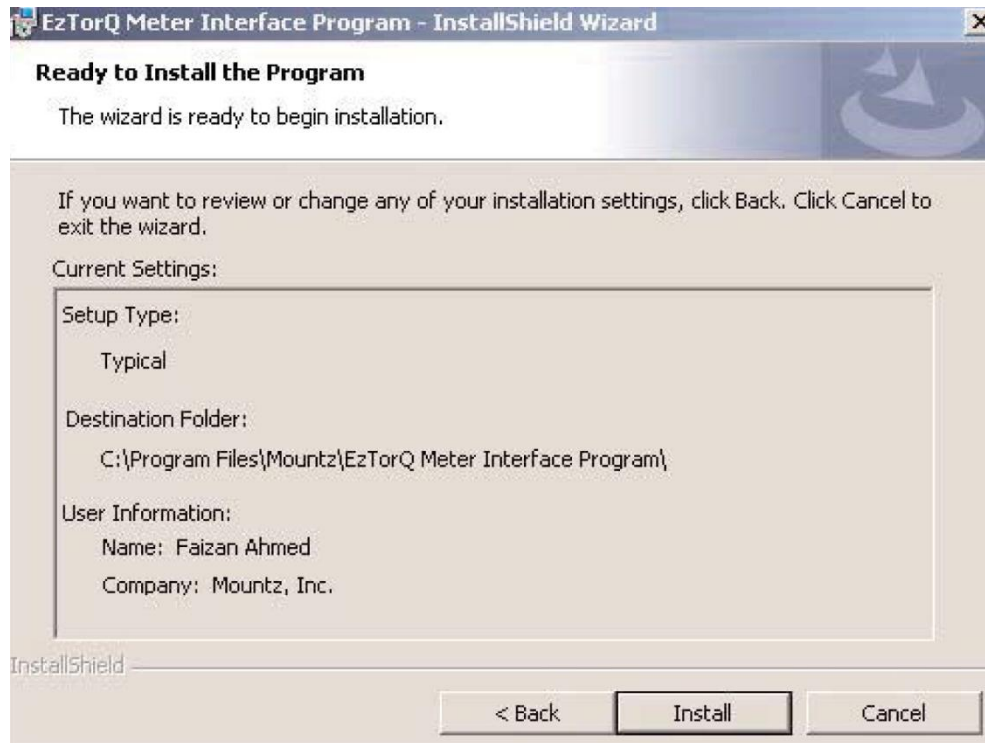 EzTorQ Meter Interface Program - InstallShield Wizard
Ready to Install the Program
The wizard is ready to begin installation.
If you want to review or change any of your installation settings, click Back. Click Cancel to
exit the wizard.
Current Settings:
Setup Type:
Typical
Destination Folder:
C:\Program Files\Mountz\EzTorQ Meter Interface Program\
User Information:
Name: Faizan Ahmed
Company: Mountz, Inc.
InstallShield
< Back
Install
Cancel